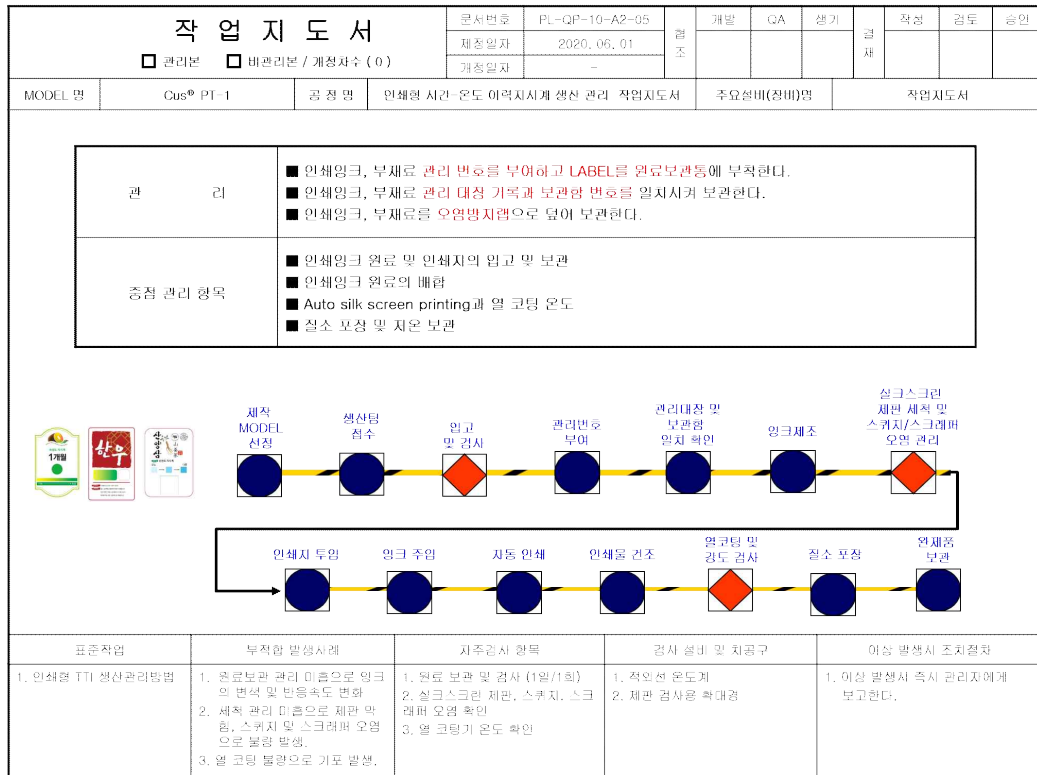 작 업 지 도 서
□ 관리본 □ 비관리본 / 개정차수 ( 0 )
문서번호 PL-QP-10-A2-05
제정일자 2020. 06. 01
개정일자 -
협조
개발 QA 생기
결재
작성 검토 승인
MODEL 명 Cus® PT-1 공 정 명 인쇄형 시간-온도 이력지시계 생산 관리 작업지도서 주요설비(장비)명 작업지도서
관 리
■ 인쇄잉크, 부재료 관리 번호를 부여하고 LABEL를 원료보관통에 부착한다.
■ 인쇄잉크, 부재료 관리 대장 기록과 보관함 번호를 일치시켜 보관한다.
■ 인쇄잉크, 부재료를 오염방지랩으로 덮어 보관한다.
중점 관리 항목
■ 인쇄잉크 원료 및 인쇄지의 입고 및 보관
■ 인쇄잉크 원료의 배합
■ Auto silk screen printing과 열 코팅 온도
■ 질소 포장 및 저온 보관
1개월
한우
산양삼
제작
MODEL
선정
생산팀
접수
입고
및 검사
관리번호
부여
관리대장 및
보관함
일치 확인
잉크제조
실크스크린
제판 세척 및
스퀴지/스크래퍼
오염 관리
인쇄지 투입
잉크 주입
자동 인쇄
인쇄물 건조
열코팅 및
강도 검사
질소 포장
완제품
보관
표준작업
1. 인쇄형 TTI 생산관리방법
부적합 발생사례
1. 원료보관 관리 미흡으로 잉크
의 변색 및 반응속도 변화
2. 세척 관리 미흡으로 제판 막
힘, 스퀴지 및 스크래퍼 오염
으로 불량 발생.
3. 열 코팅 불량으로 기포 발생.
자주검사 항목
1. 원료 보관 및 검사 (1일/1회)
2. 실크스크린 제판, 스퀴지, 스크
래퍼 오염 확인
3. 열 코팅기 온도 확인
검사 설비 및 치공구
1. 적외선 온도계
2. 제판 검사용 확대경
이상 발생시 조치절차
1. 이상 발생시 즉시 관리자에게
보고한다.